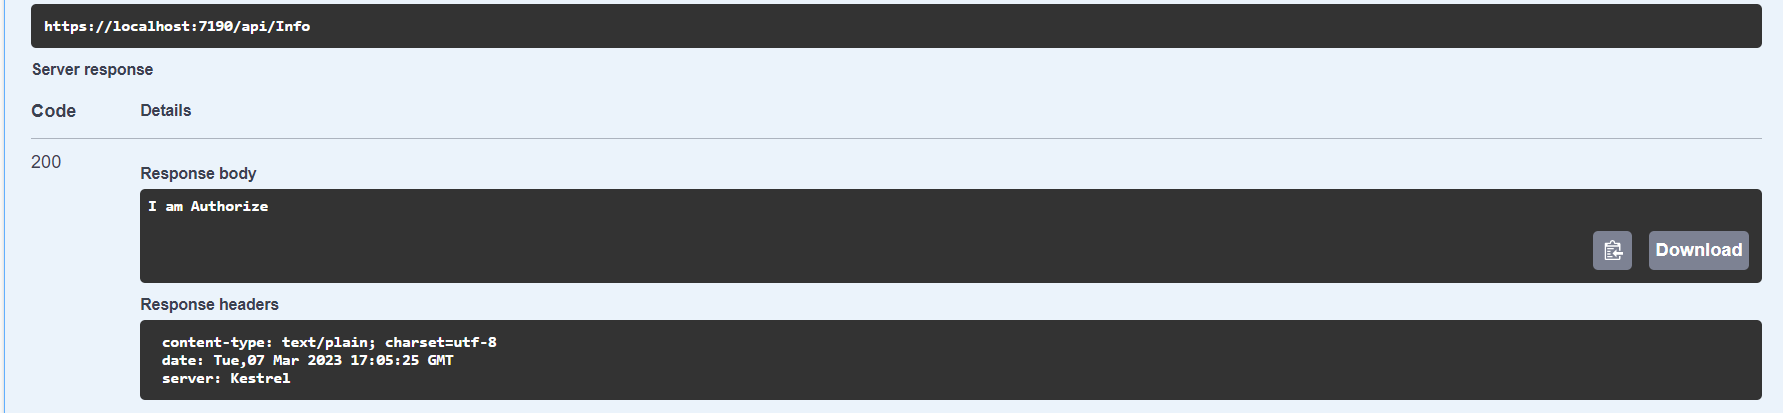 https://localhost:7190/api/Info
Server response
Code Details
200
Response body
I am Authorize
Download
Response headers
content-type: text/plain; charset=utf-8
date: Tue,07 Mar 2023 17:05:25 GMT
server: Kestrel